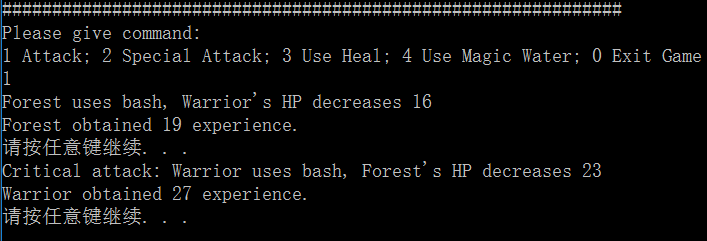 ##############################################################
Please give command:
1 Attack; 2 Special Attack; 3 Use Heal; 4 Use Magic Water; 0 Exit Game
1
Forest uses bash, Warrior's HP decreases 16
Forest obtained 19 experience.
请按任意键继续. . .
Critical attack: Warrior uses bash, Forest's HP decreases 23
Warrior obtained 27 experience.
请按任意键继续. . .